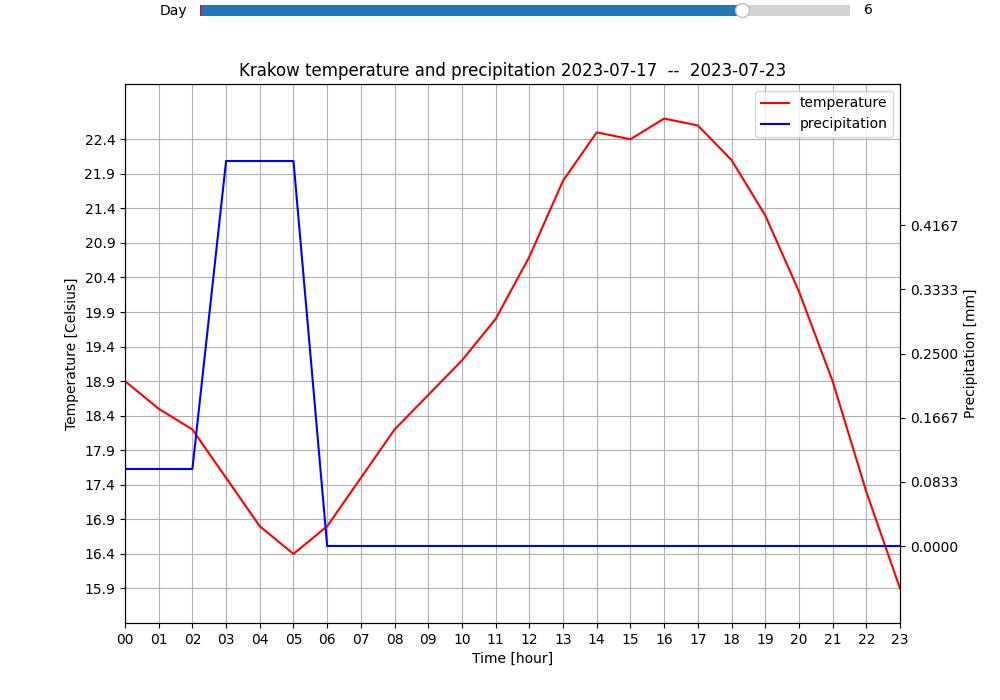 Day 6
Krakow temperature and precipitation 2023-07-17 -- 2023-07-23
temperature
precipitation
22.4
21.9
21.4
20.9
20.4
19.9
19.4
18.9
18.4
17.9
17.4
16.9
16.4
15.9
Temperature [Celsius]
0.4167
0.3333
0.2500
0.1667
0.0833
0.0000
Precipitation [mm]
00 01 02 03 04 05 06 07 08 09 10 11 12 13 14 15 16 17 18 19 20 21 22 23
Time [hour]